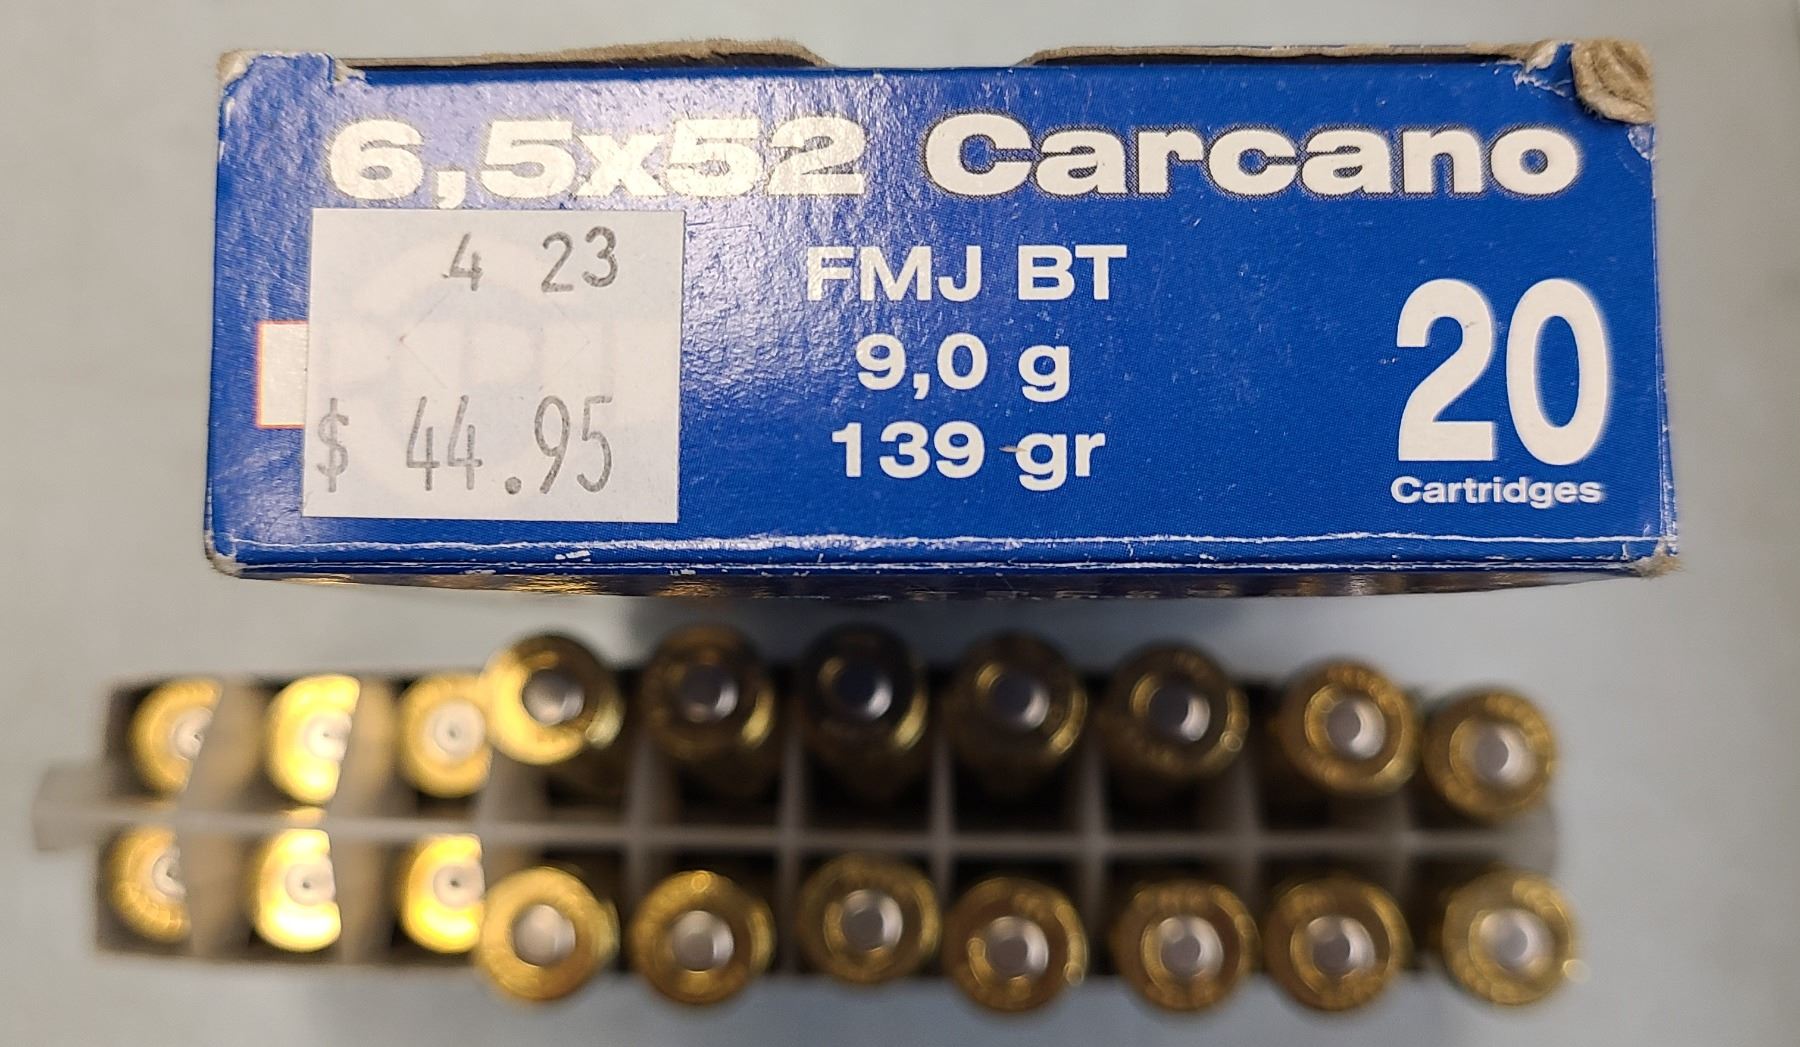 6,5x52 Carcano
4 23
$ 44.95
FMJ BT
9,0 g
139 gr
20
Cartridges